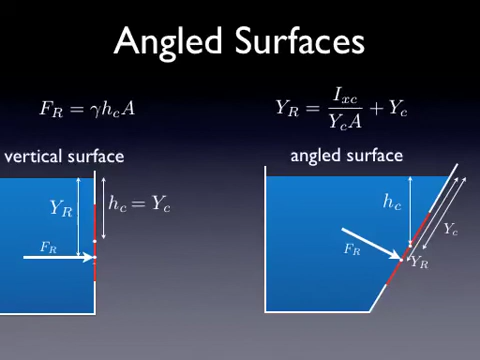 Angled Surfaces
F_R = γh_cA
Y_R = I_xc / Y_cA + Y_c
vertical surface
angled surface
Y_R
h_c = Y_c
F_R
h_c
Y_c
F_R
Y_R